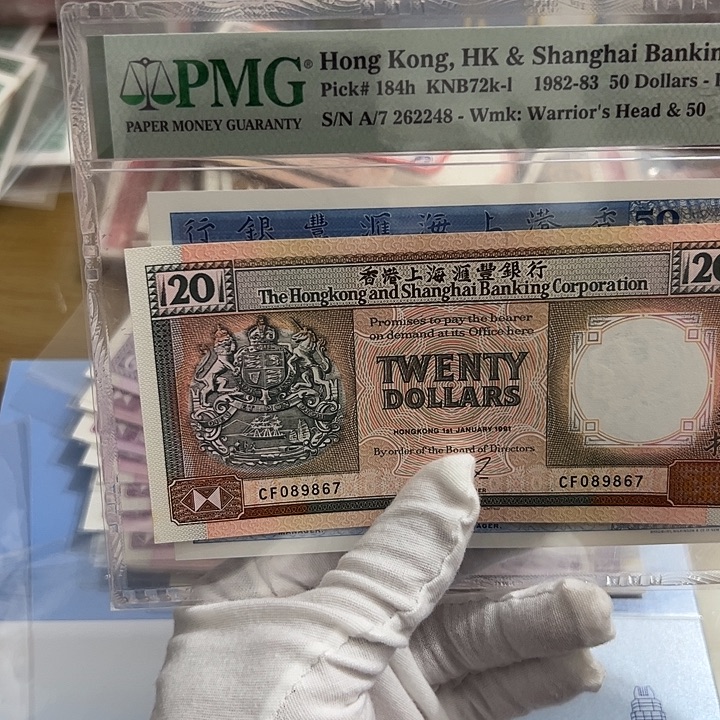 PMG®
PAPER MONEY GUARANTY
Hong Kong, HK & Shanghai Bankin
Pick# 184h KNB72k-l 1982-83 50 Dollars -
S/N A/7 262248 - Wmk: Warrior's Head & 50
行銀豐滙海上港香
50
20
香港上海滙豐銀行
The Hongkong and Shanghai Banking Corporation
20
Promises to pay the bearer
on demand at its Office here
TWENTY
DOLLARS
HONGKONG 1st JANUARY 1991
By order of the Board of Directors
CF089867
CF089867
MANAGER.